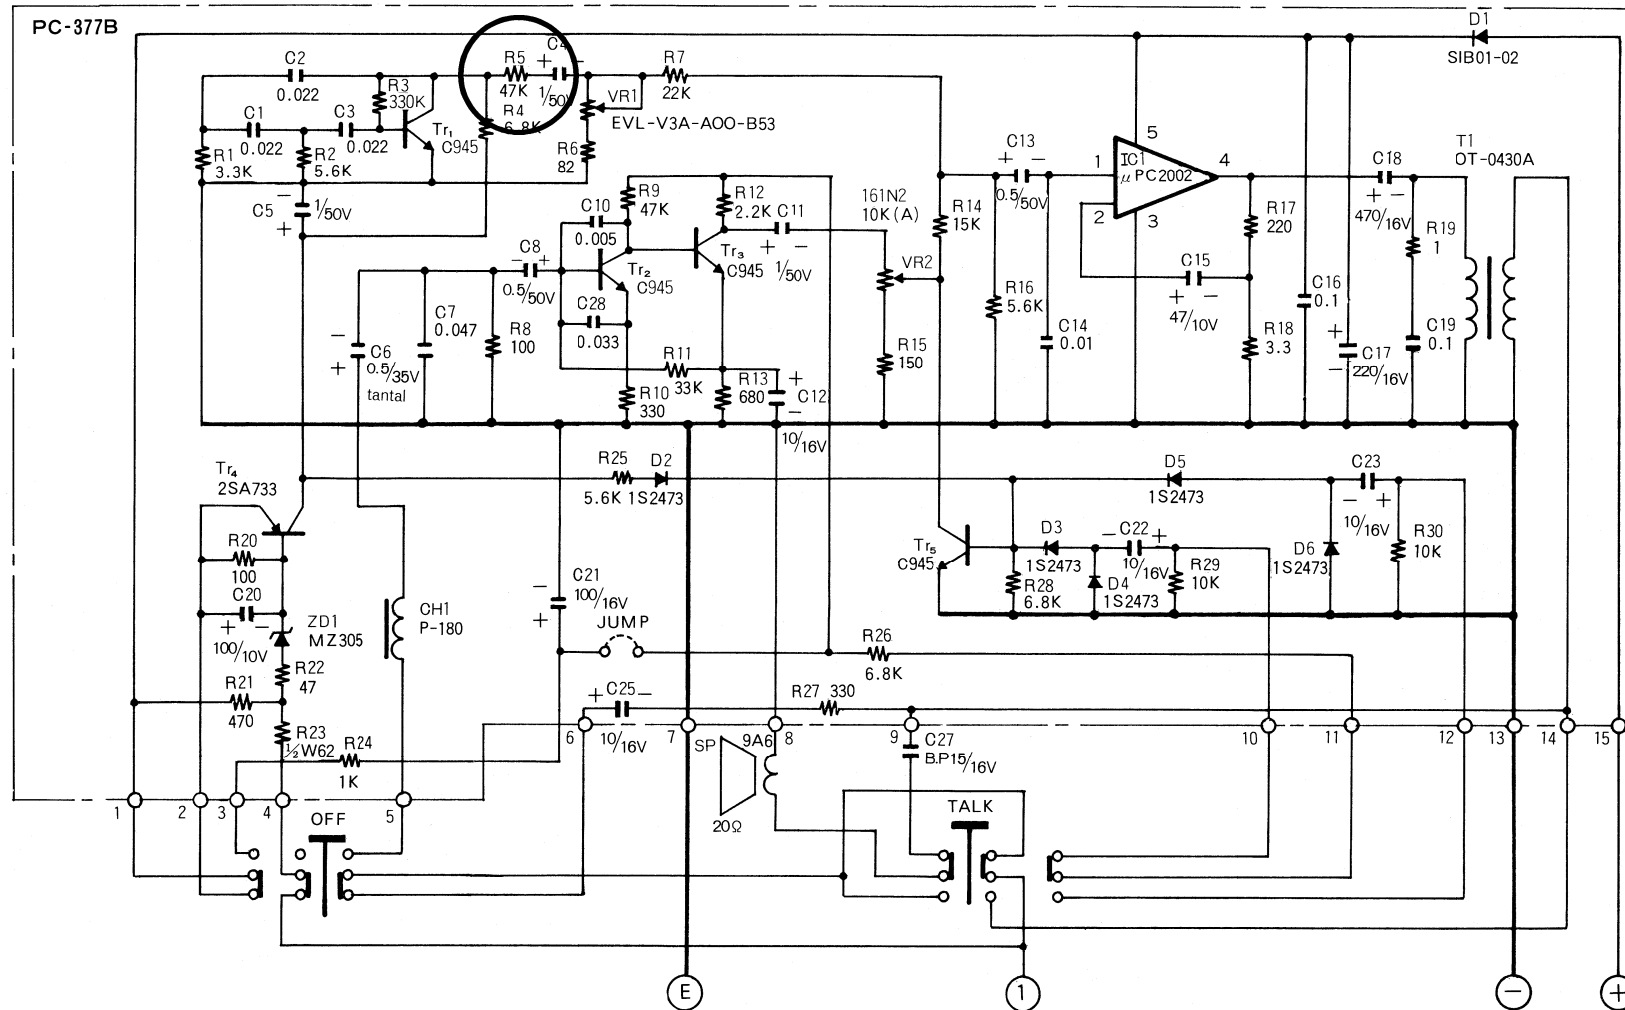 PC-377B
D1
SIB01-02
C2
0.022
R3
330K
R5
47K
C4
+ -
1/50V
R7
22K
VR1
EVL-V3A-AOO-B53
C1
0.022
C3
0.022
Tr1
C945
R4
6.8K
R1
3.3K
R2
5.6K
R6
82
C5
- +
1/50V
C10
0.005
R9
47K
R12
2.2K
C11
+ -
1/50V
161N2
10K(A)
VR2
R14
15K
C13
+ -
0.5/50V
1
2
3
4
5
IC1
μPC2002
C18
+ -
470/16V
T1
OT-0430A
R17
220
R19
1
C8
- +
0.5/50V
Tr2
C945
Tr3
C945
C28
0.033
R16
5.6K
C15
+ -
47/10V
C16
0.1
C7
0.047
R8
100
C14
0.01
R18
3.3
C19
0.1
C6
- +
0.5/35V
tantal
R11
33K
R15
150
C17
+ -
220/16V
R10
330
R13
680
C12
+ -
10/16V
Tr4
2SA733
R25
5.6K
D2
1S2473
D5
1S2473
C23
- +
10/16V
R30
10K
R20
100
C20
+ -
100/10V
ZD1
MZ305
CH1
P-180
C21
- +
100/16V
JUMP
Tr5
C945
D3
1S2473
C22
- +
10/16V
R28
6.8K
D4
1S2473
R29
10K
D6
1S2473
R22
47
R26
6.8K
R21
470
R23
½W62
R24
1K
C25
+ -
10/16V
R27 330
6
7
SP
9A6
8
9
C27
B.P15/16V
10
11
12
13
14
15
20Ω
1
2
3
4
5
OFF
TALK
E
1
−
+